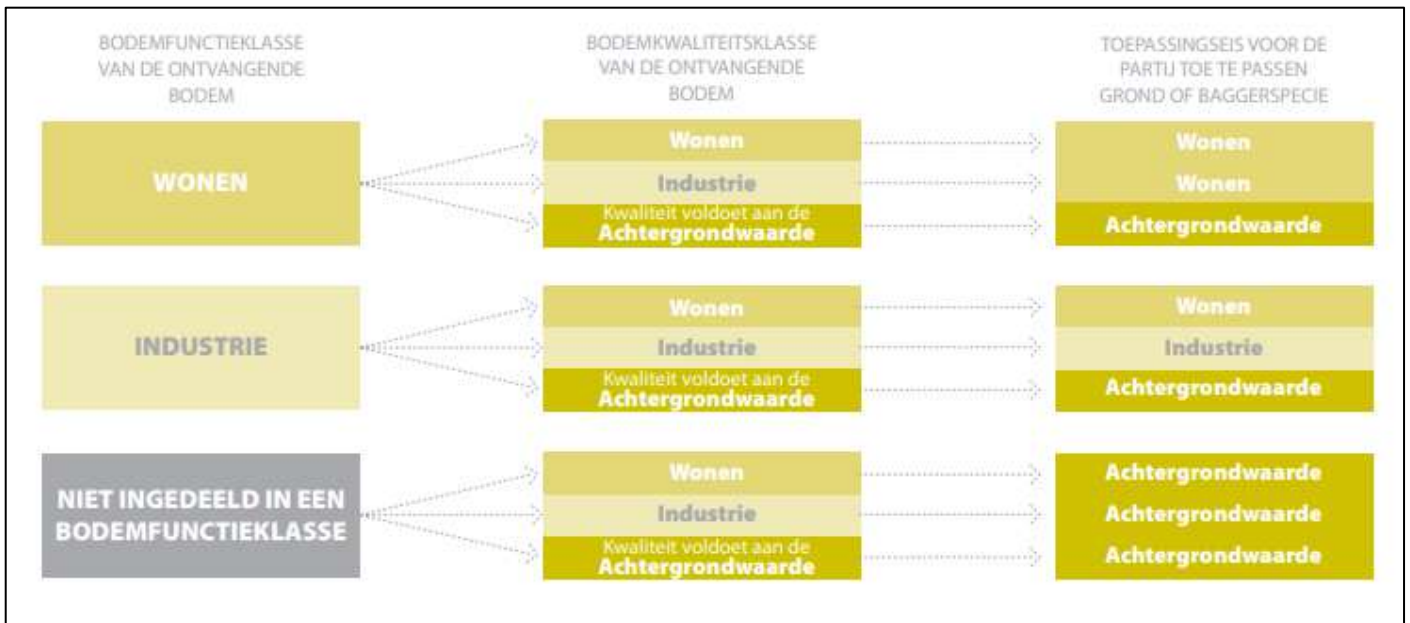 BODEMFUNCTIEKLASSE
VAN DE ONTVANGENDE
BODEM
BODEMKWALITEITSKLASSE
VAN DE ONTVANGENDE
BODEM
TOEPASSINGSEIS VOOR DE
PARTIJ TOE TE PASSEN
GROND OF BAGGERSPECIE
WONEN
Wonen
Industrie
Kwaliteit voldoet aan de
Achtergrondwaarde
Wonen
Wonen
Achtergrondwaarde
INDUSTRIE
Wonen
Industrie
Kwaliteit voldoet aan de
Achtergrondwaarde
Wonen
Industrie
Achtergrondwaarde
NIET INGEDEELD IN EEN
BODEMFUNCTIEKLASSE
Wonen
Industrie
Kwaliteit voldoet aan de
Achtergrondwaarde
Achtergrondwaarde
Achtergrondwaarde
Achtergrondwaarde